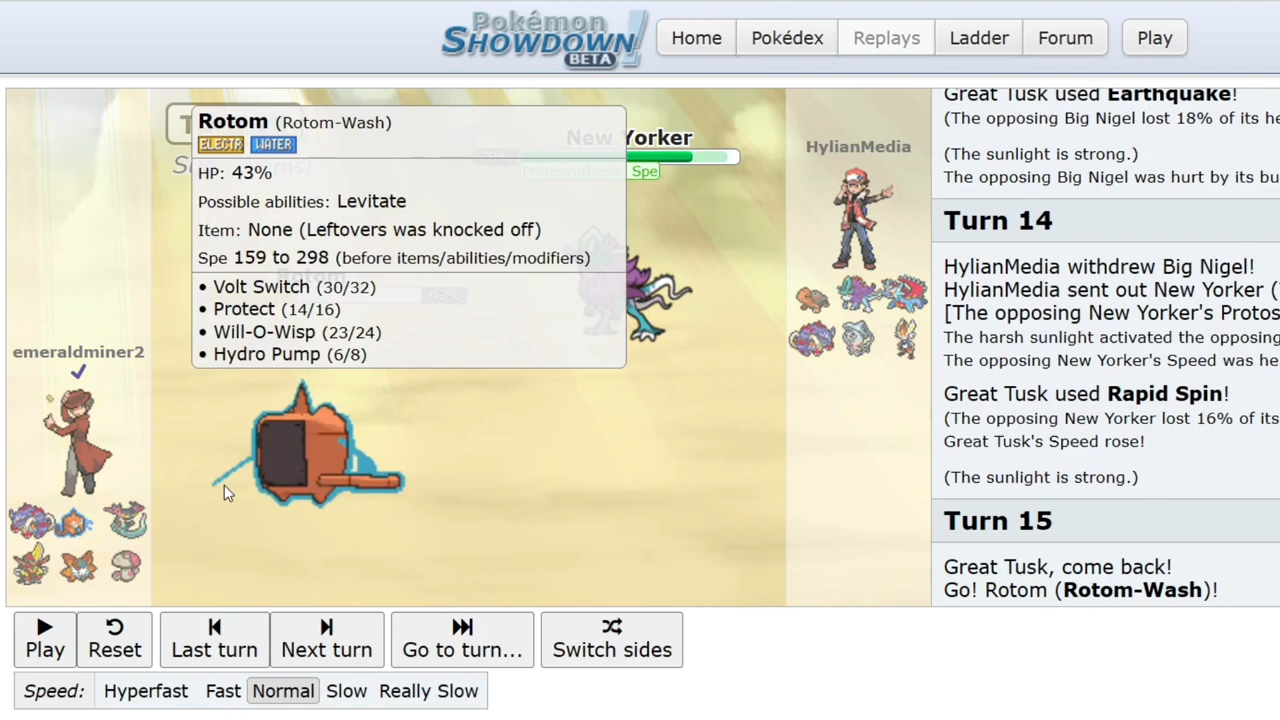 Pokémon
SHOWDOWN!
BETA
Home
Pokédex
Replays
Ladder
Forum
Play
Rotom (Rotom-Wash)
ELECTR WATER
HP: 43%
Possible abilities: Levitate
Item: None (Leftovers was knocked off)
Spe 159 to 298 (before items/abilities/modifiers)
• Volt Switch (30/32)
• Protect (14/16)
• Will-O-Wisp (23/24)
• Hydro Pump (6/8)
New Yorker
Protosynthesis: Spe
Rotom
43%
emeraldminer2
HylianMedia
Great Tusk used Earthquake!
(The opposing Big Nigel lost 18% of its he
(The sunlight is strong.)
The opposing Big Nigel was hurt by its bu
Turn 14
HylianMedia withdrew Big Nigel!
HylianMedia sent out New Yorker (
[The opposing New Yorker's Protos
The harsh sunlight activated the opposing
The opposing New Yorker's Speed was he
Great Tusk used Rapid Spin!
(The opposing New Yorker lost 16% of its
Great Tusk's Speed rose!
(The sunlight is strong.)
Turn 15
Great Tusk, come back!
Go! Rotom (Rotom-Wash)!
Play
Reset
Last turn
Next turn
Go to turn...
Switch sides
Speed:
Hyperfast
Fast
Normal
Slow
Really Slow